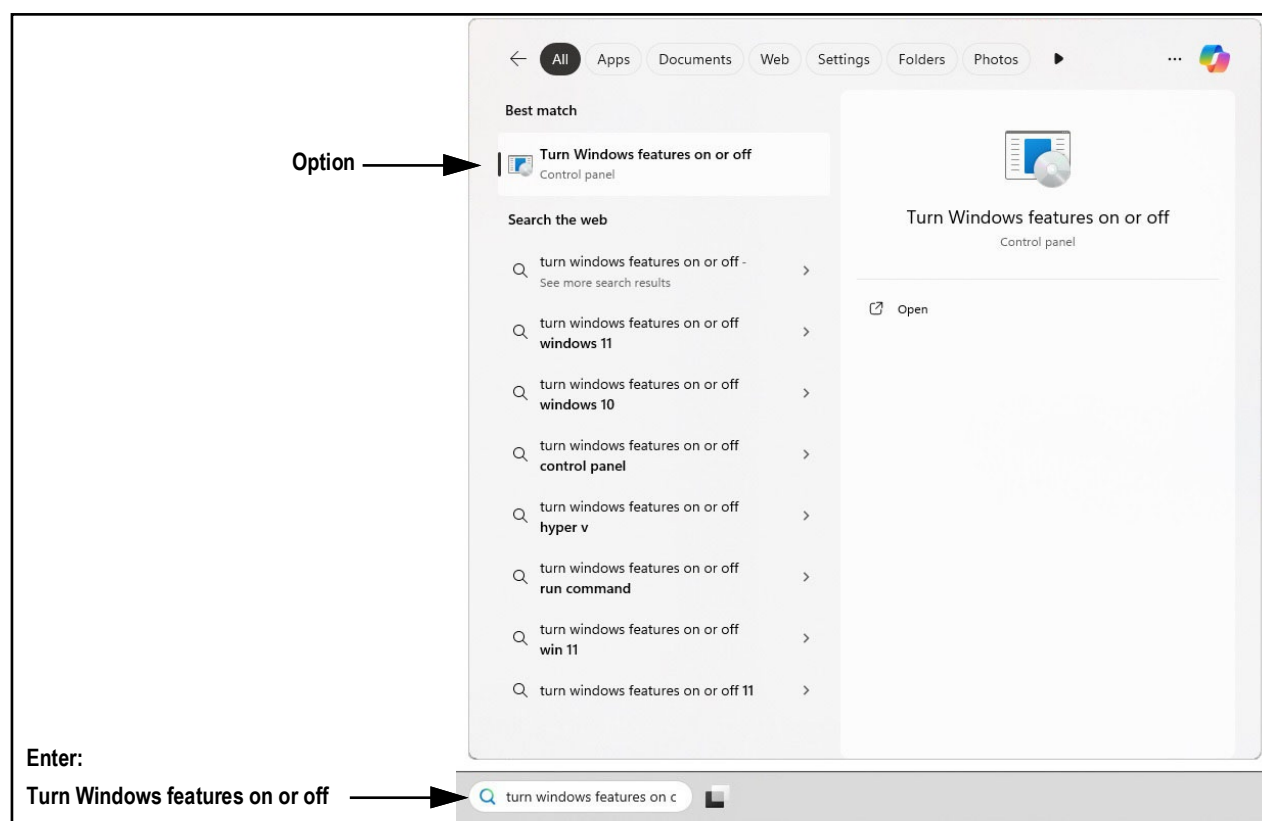 All Apps Documents Web Settings Folders Photos ...
Best match
Option
Turn Windows features on or off
Control panel
Search the web
turn windows features on or off -
See more search results
turn windows features on or off
windows 11
turn windows features on or off
windows 10
turn windows features on or off
control panel
turn windows features on or off
hyper v
turn windows features on or off
run command
turn windows features on or off
win 11
turn windows features on or off 11
Turn Windows features on or off
Control panel
Open
Enter:
Turn Windows features on or off
turn windows features on c